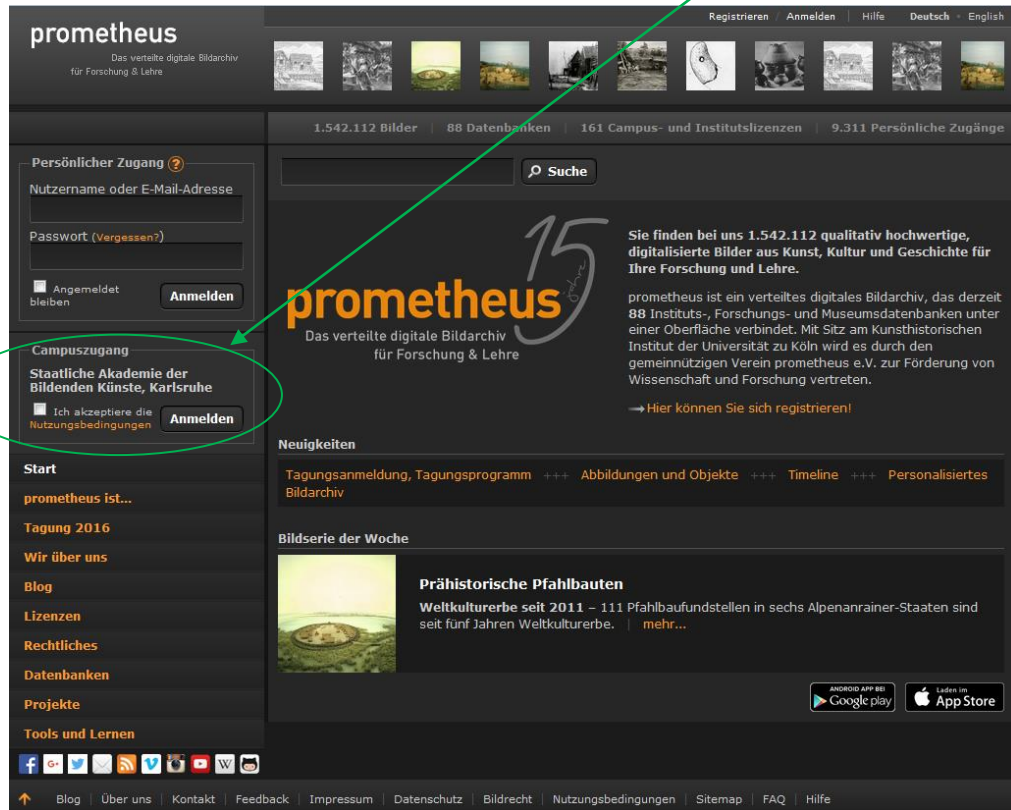 Registrieren / Anmelden | Hilfe Deutsch • English
prometheus
Das verteilte digitale Bildarchiv
für Forschung & Lehre
1.542.112 Bilder | 88 Datenbanken | 161 Campus- und Institutslizenzen | 9.311 Persönliche Zugänge
Persönlicher Zugang ?
Nutzername oder E-Mail-Adresse
Passwort (Vergessen?)
Angemeldet
bleiben
Anmelden
Campuszugang
Staatliche Akademie der
Bildenden Künste, Karlsruhe
Ich akzeptiere die
Nutzungsbedingungen
Anmelden
Start
prometheus ist...
Tagung 2016
Wir über uns
Blog
Lizenzen
Rechtliches
Datenbanken
Projekte
Tools und Lernen
Suche
15
jahre
prometheus
Das verteilte digitale Bildarchiv
für Forschung & Lehre
Sie finden bei uns 1.542.112 qualitativ hochwertige,
digitalisierte Bilder aus Kunst, Kultur und Geschichte für
Ihre Forschung und Lehre.
prometheus ist ein verteiltes digitales Bildarchiv, das derzeit
88 Instituts-, Forschungs- und Museumsdatenbanken unter
einer Oberfläche verbindet. Mit Sitz am Kunsthistorischen
Institut der Universität zu Köln wird es durch den
gemeinnützigen Verein prometheus e.V. zur Förderung von
Wissenschaft und Forschung vertreten.
Hier können Sie sich registrieren!
Neuigkeiten
Tagungsanmeldung, Tagungsprogramm +++ Abbildungen und Objekte +++ Timeline +++ Personalisiertes
Bildarchiv
Bildserie der Woche
Prähistorische Pfahlbauten
Weltkulturerbe seit 2011 – 111 Pfahlbaufundstellen in sechs Alpenanrainer-Staaten sind
seit fünf Jahren Weltkulturerbe. | mehr...
ANDROID APP BEI
Google play
Laden im
App Store
Blog | Über uns | Kontakt | Feedback | Impressum | Datenschutz | Bildrecht | Nutzungsbedingungen | Sitemap | FAQ | Hilfe